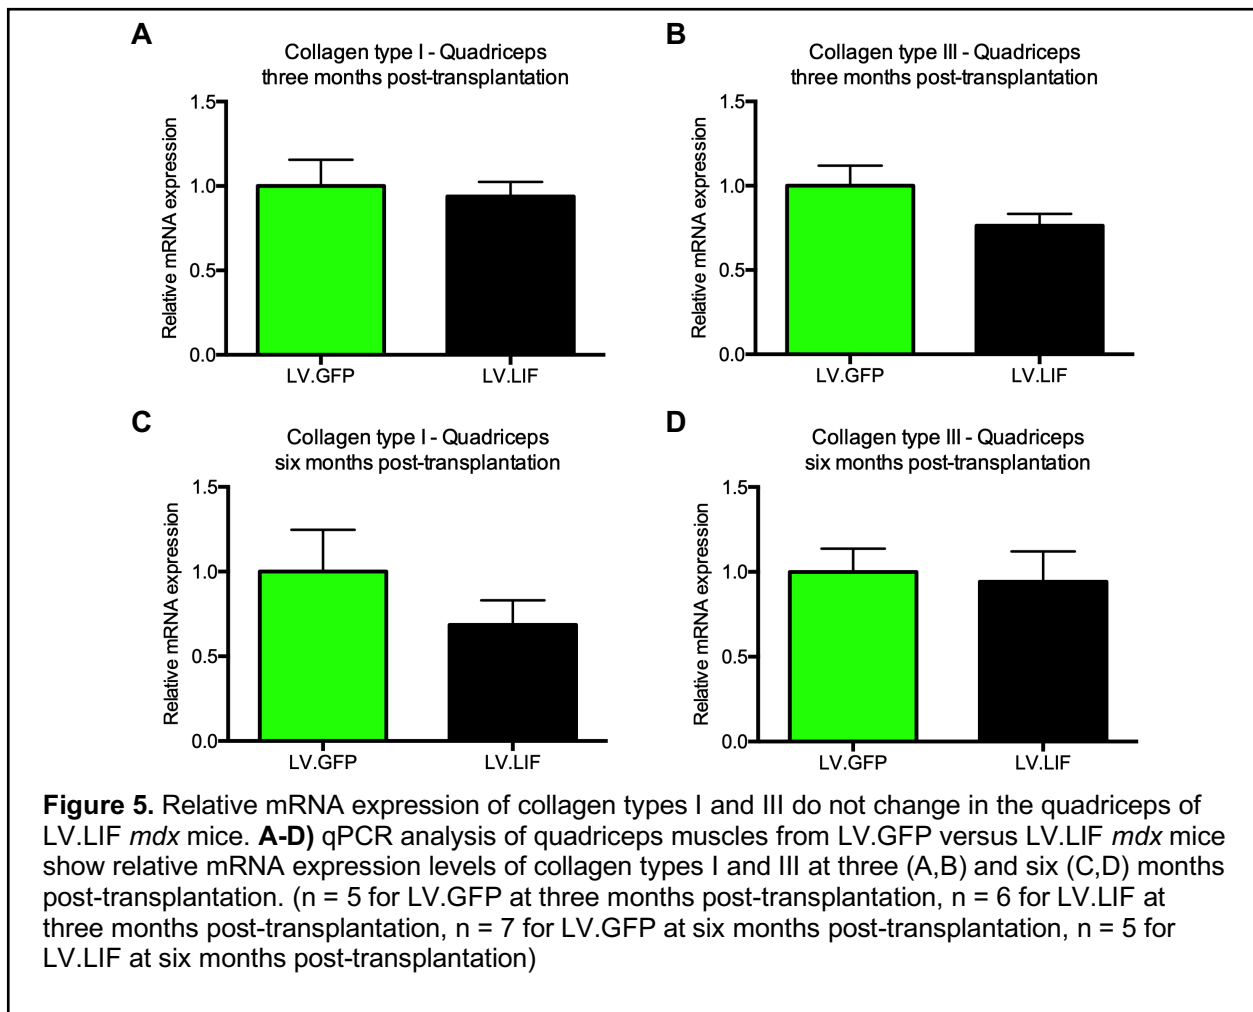 A
Collagen type I - Quadriceps
three months post-transplantation
Relative mRNA expression
1.5
1.0
0.5
0.0
LV.GFP
LV.LIF
B
Collagen type III - Quadriceps
three months post-transplantation
Relative mRNA expression
1.5
1.0
0.5
0.0
LV.GFP
LV.LIF
C
Collagen type I - Quadriceps
six months post-transplantation
Relative mRNA expression
1.5
1.0
0.5
0.0
LV.GFP
LV.LIF
D
Collagen type III - Quadriceps
six months post-transplantation
Relative mRNA expression
1.5
1.0
0.5
0.0
LV.GFP
LV.LIF
Figure 5. Relative mRNA expression of collagen types I and III do not change in the quadriceps of
LV.LIF mdx mice. A-D) qPCR analysis of quadriceps muscles from LV.GFP versus LV.LIF mdx mice
show relative mRNA expression levels of collagen types I and III at three (A,B) and six (C,D) months
post-transplantation. (n = 5 for LV.GFP at three months post-transplantation, n = 6 for LV.LIF at
three months post-transplantation, n = 7 for LV.GFP at six months post-transplantation, n = 5 for
LV.LIF at six months post-transplantation)